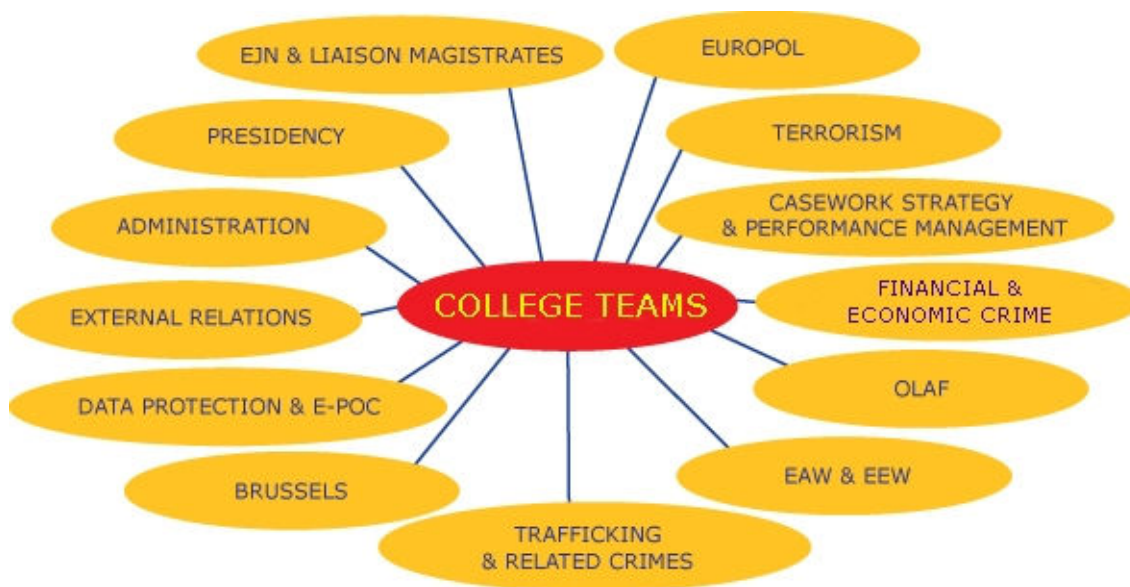 EJN & LIAISON MAGISTRATES
EUROPOL
PRESIDENCY
TERRORISM
ADMINISTRATION
CASEWORK STRATEGY
& PERFORMANCE MANAGEMENT
EXTERNAL RELATIONS
COLLEGE TEAMS
FINANCIAL &
ECONOMIC CRIME
DATA PROTECTION & E-POC
OLAF
BRUSSELS
EAW & EEW
TRAFFICKING
& RELATED CRIMES